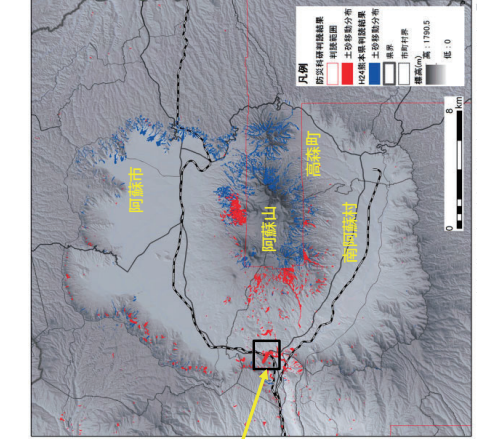 凡例
防災科研判読結果
判読範囲
土砂移動分布
H24熊本県判読結果
土砂移動分布
県界
市町村界
標高(m)
高 : 1790.5
低 : 0
0 8
km
阿蘇市
阿蘇山
高森町
南阿蘇村